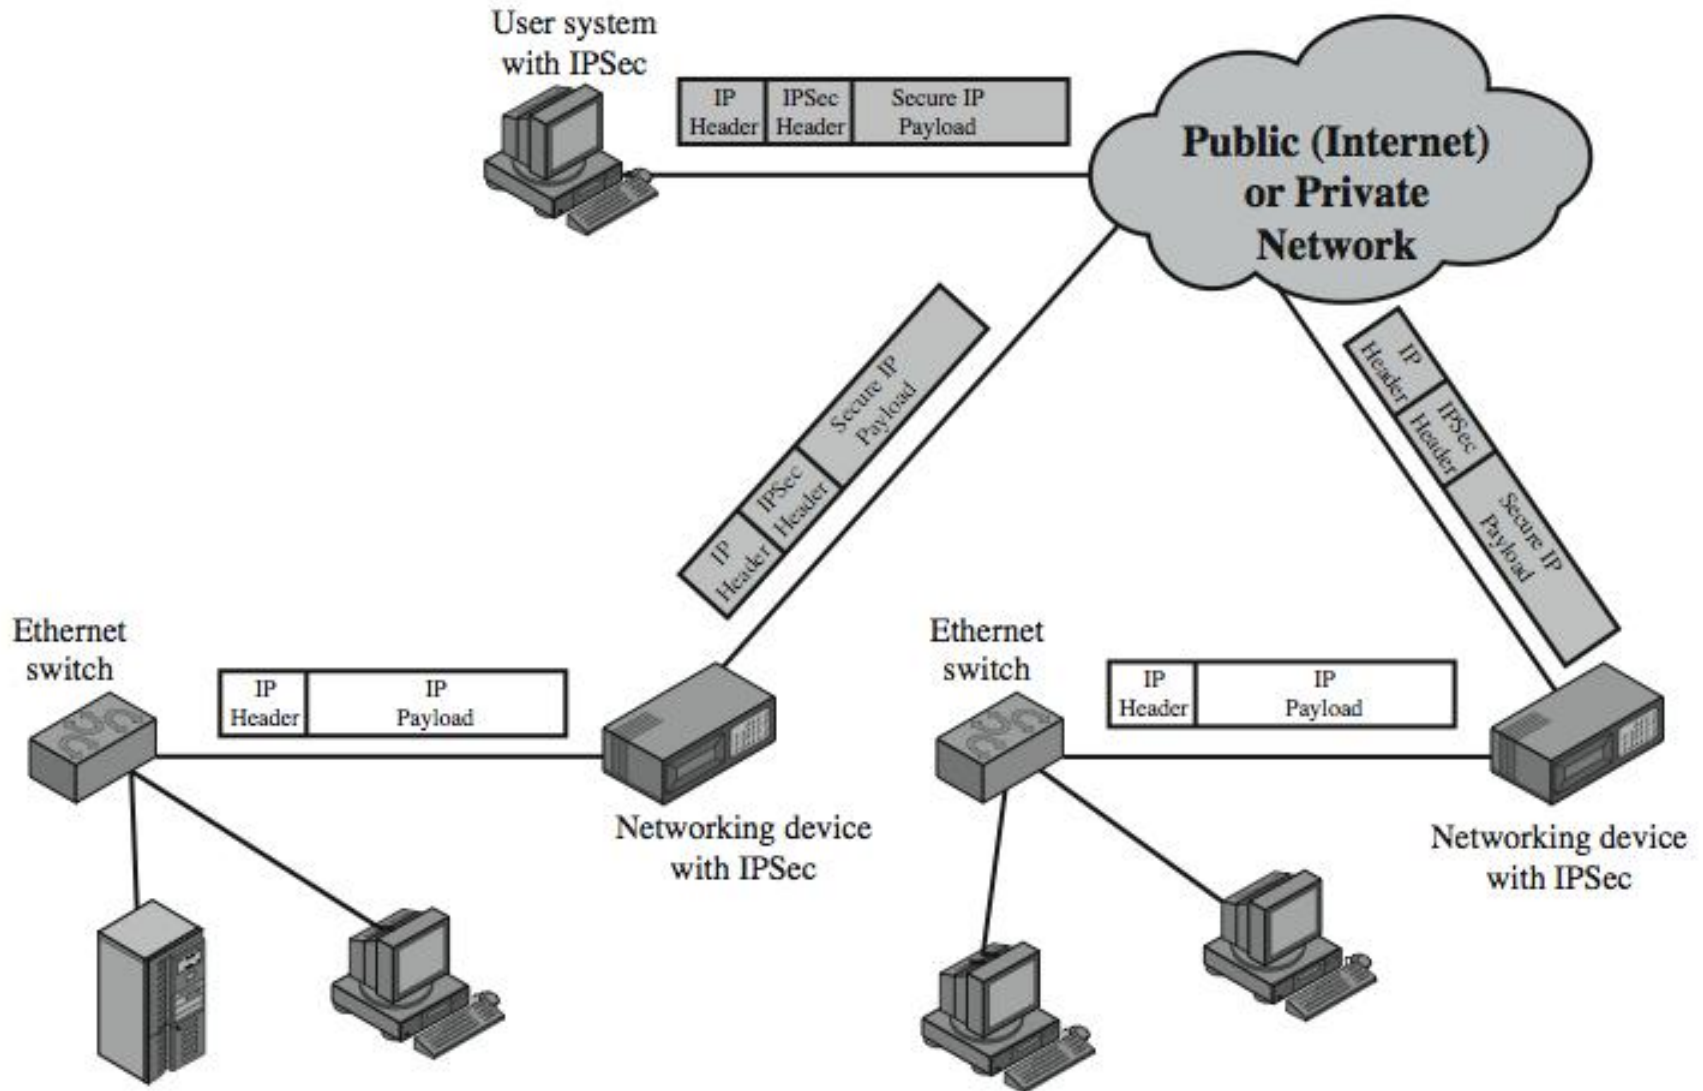 User system
with IPSec
IP
Header
IPSec
Header
Secure IP
Payload
Public (Internet)
or Private
Network
IP
Header
IPSec
Header
Secure IP
Payload
IP
Header
IPSec
Header
Secure IP
Payload
Ethernet
switch
IP
Header
IP
Payload
Networking device
with IPSec
Ethernet
switch
IP
Header
IP
Payload
Networking device
with IPSec